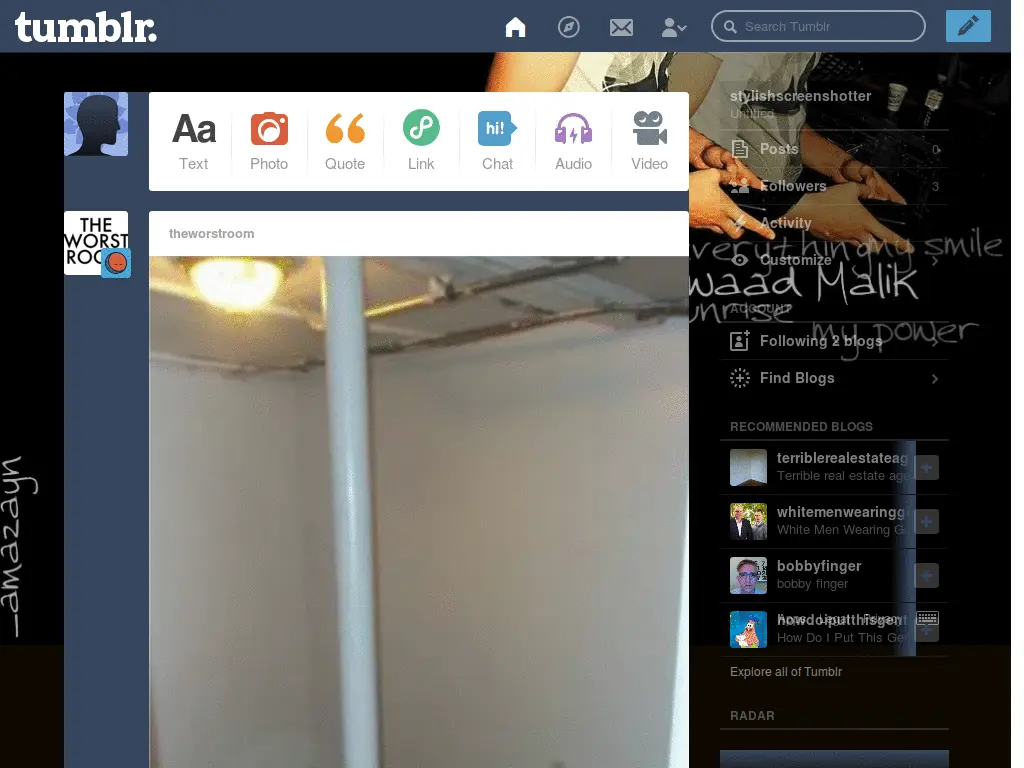 tumblr.
Search Tumblr
Aa
hi!
Text
Photo
Quote
Link
Chat
Audio
Video
THE
WORST
theworstroom
stylishscreenshotter
Untitled
Posts
0
Followers
3
Activity
everything my smile
Customize
waad Malik
ACCOUNT
unrise
my power
Following 2 blogs
Find Blogs
RECOMMENDED BLOGS
terriblerealestateag
Terrible real estate age
whitemenwearingg
White Men Wearing G
bobbyfinger
bobby finger
howdoiputthisgent
Legal
Privacy
How Do I Put This Ge
Explore all of Tumblr
RADAR
_amazayn